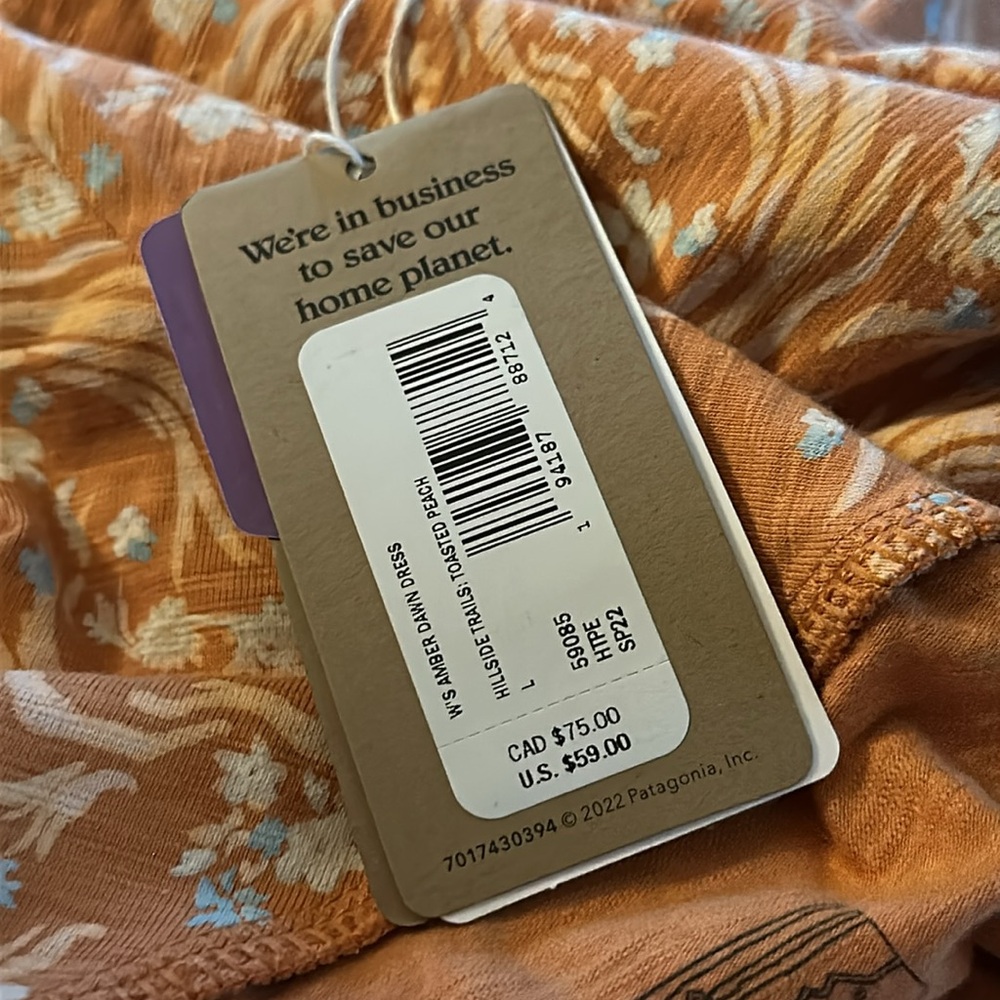 We're in business
to save our
home planet.
1 94187 88712 4
W'S AMBER DAWN DRESS
HILLSIDE TRAILS: TOASTED PEACH
L
59085
HTPE
SP22
CAD $75.00
U.S. $59.00
7017430394 © 2022 Patagonia, Inc.